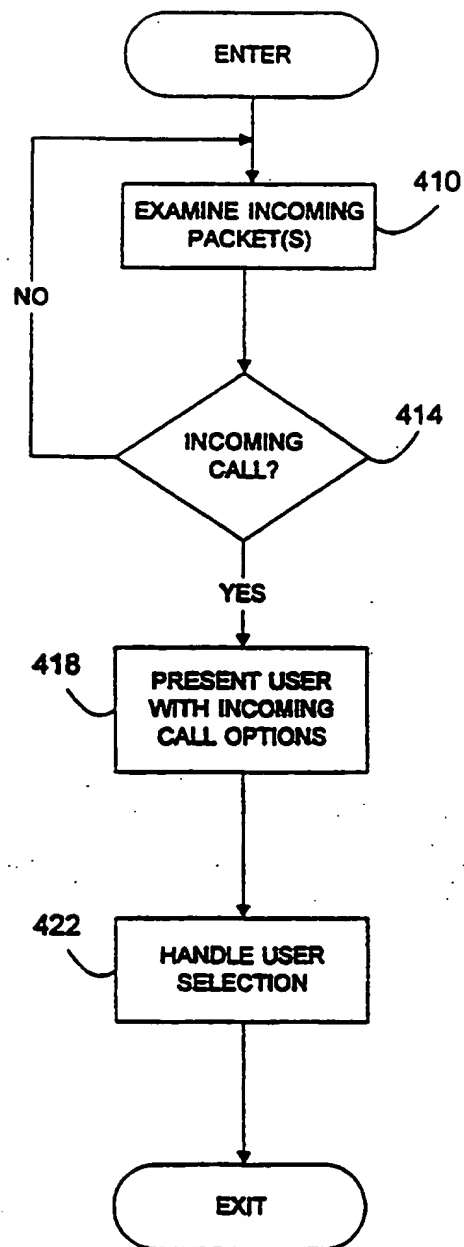 ENTER
410
EXAMINE INCOMING
PACKET(S)
NO
414
INCOMING
CALL?
YES
418
PRESENT USER
WITH INCOMING
CALL OPTIONS
422
HANDLE USER
SELECTION
EXIT